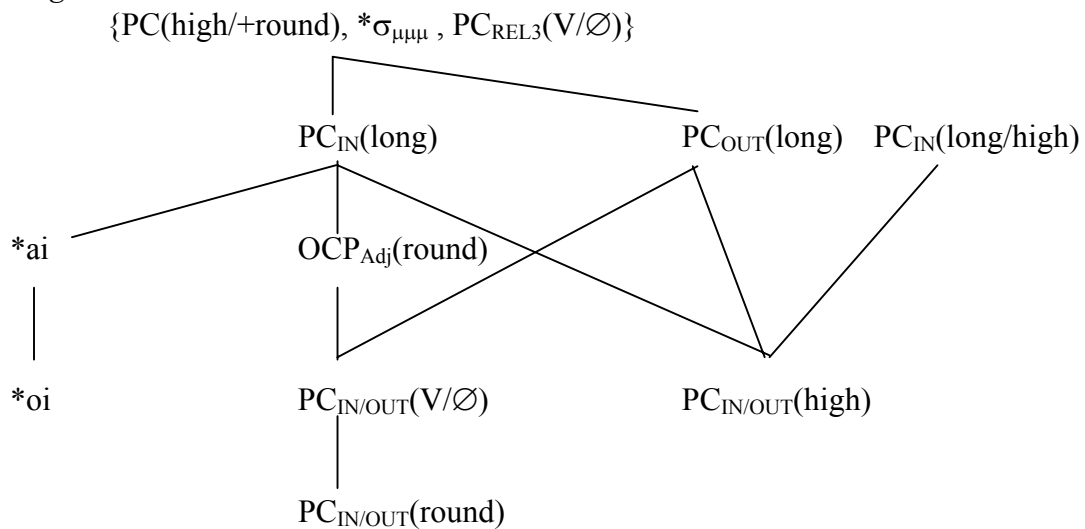 {PC(high/+round), *σμμμ , PCREL3(V/∅)}
PCIN(long) PCOUT(long) PCIN(long/high)
*ai OCPAdj(round)
*oi PCIN/OUT(V/∅) PCIN/OUT(high)
PCIN/OUT(round)